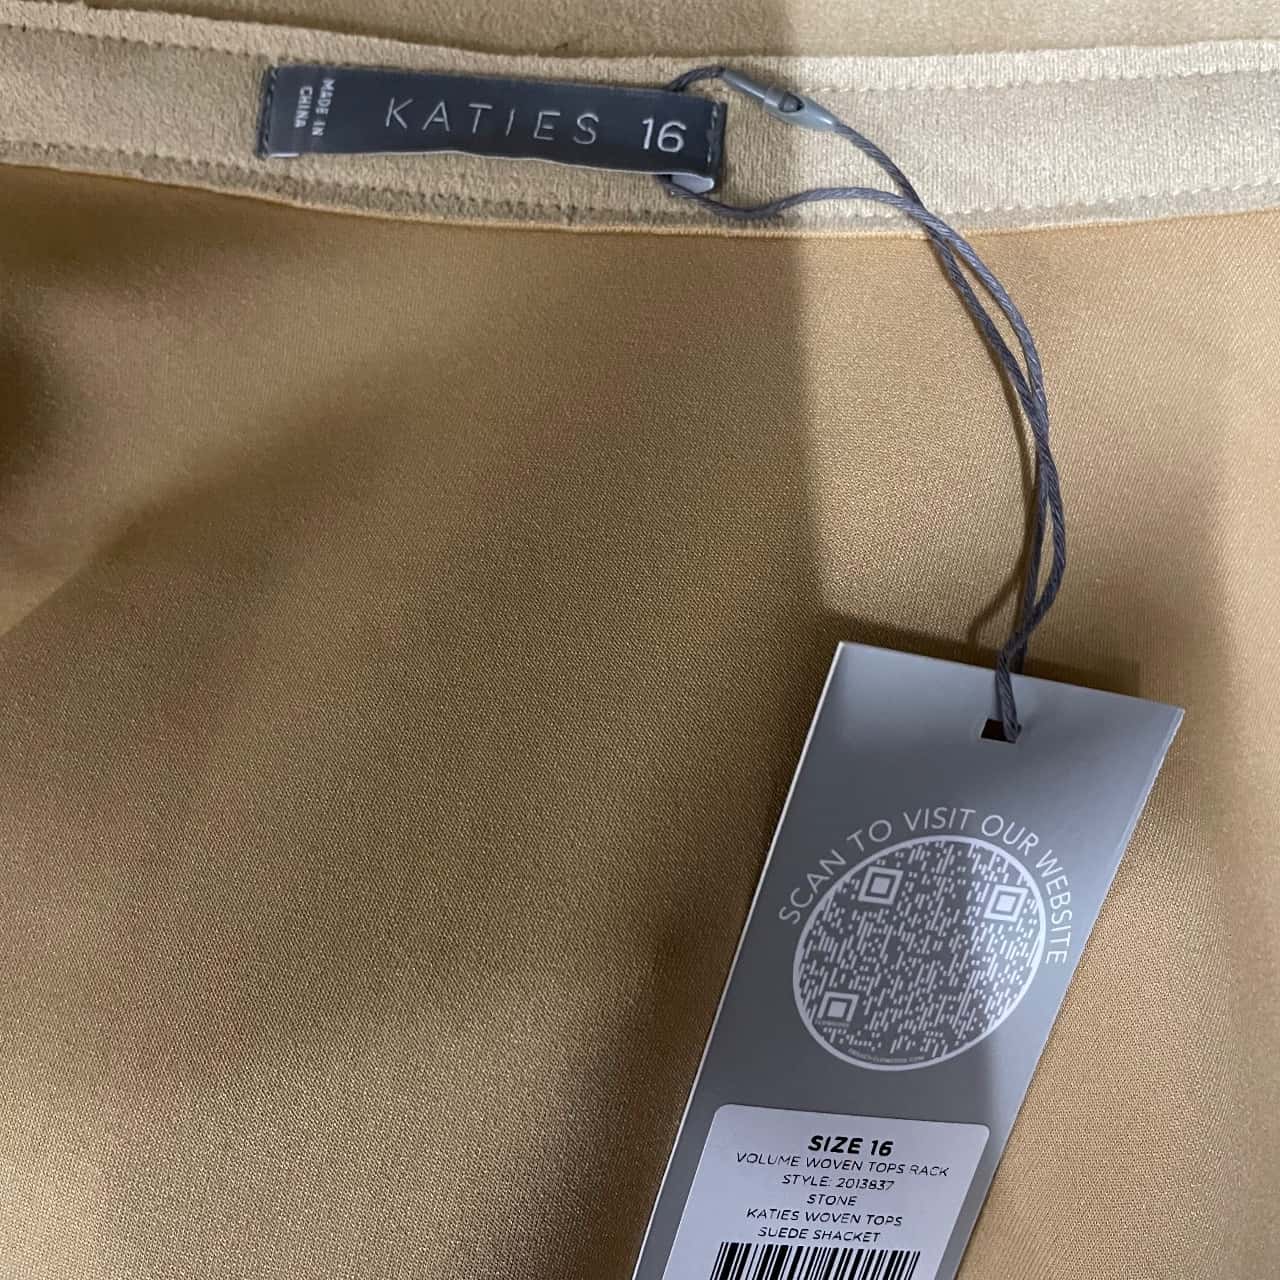 MADE IN
CHINA
KATIES 16
SCAN TO VISIT OUR WEBSITE
SIZE 16
VOLUME WOVEN TOPS RACK
STYLE: 2013837
STONE
KATIES WOVEN TOPS
SUEDE SHACKET